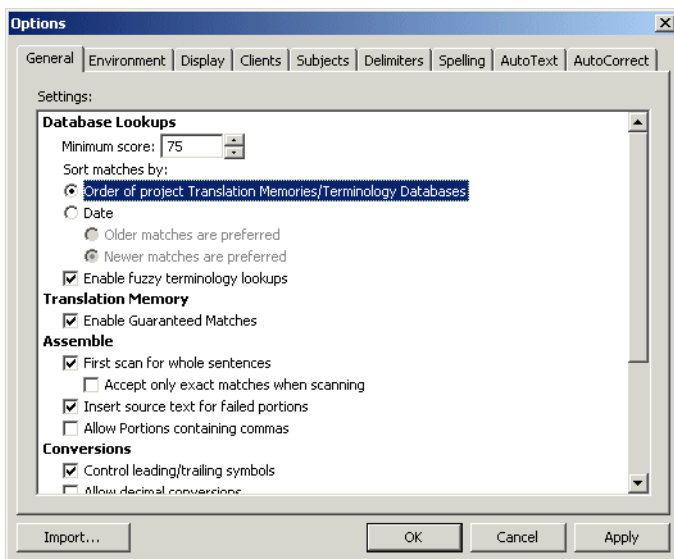 Options
General Environment Display Clients Subjects Delimiters Spelling AutoText AutoCorrect
Settings:
Database Lookups
Minimum score: 75
Sort matches by:
Order of project Translation Memories/Terminology Databases
Date
Older matches are preferred
Newer matches are preferred
Enable fuzzy terminology lookups
Translation Memory
Enable Guaranteed Matches
Assemble
First scan for whole sentences
Accept only exact matches when scanning
Insert source text for failed portions
Allow Portions containing commas
Conversions
Control leading/trailing symbols
Allow decimal conversions
Import... OK Cancel Apply